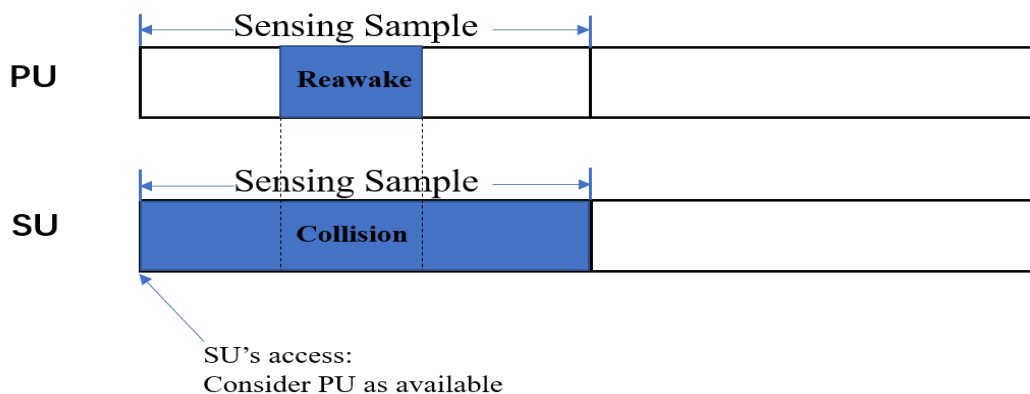 Sensing Sample
PU
Reawake
Sensing Sample
SU
Collision
SU’s access:
Consider PU as available